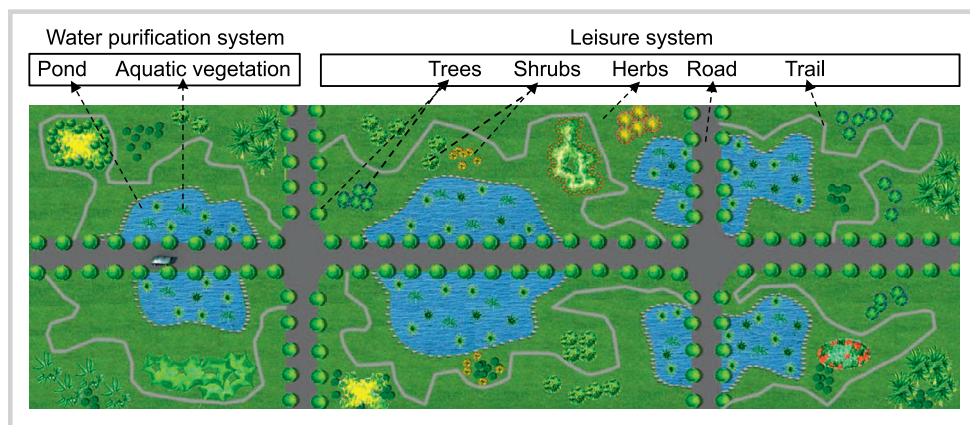 Water purification system
Leisure system
Pond Aquatic vegetation
Trees Shrubs Herbs Road Trail